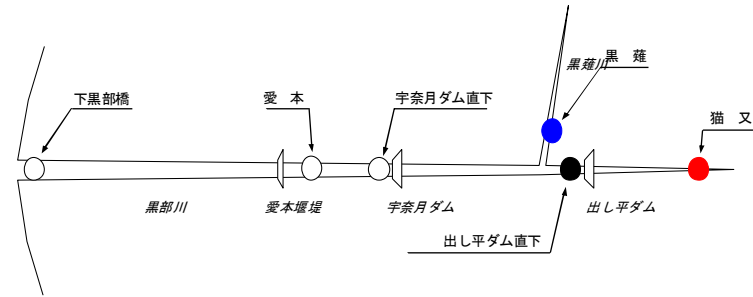 黒薙川
黒 薙
下黒部橋
愛 本
宇奈月ダム直下
猫 又
黒部川
愛本堰堤
宇奈月ダム
出し平ダム
出し平ダム直下